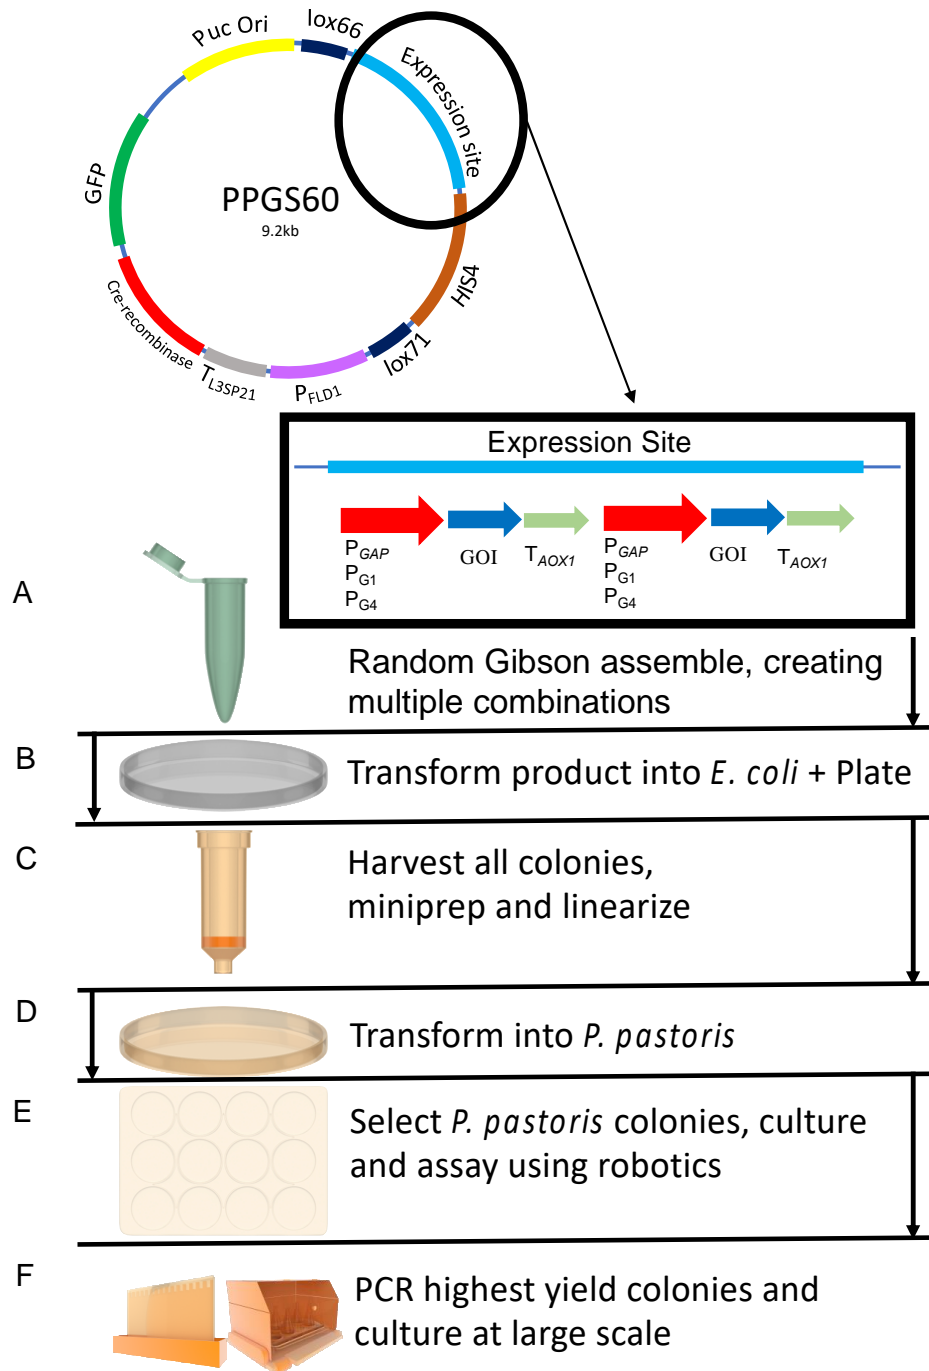 Puc Ori
lox66
Expression site
GFP
PPGS60
9.2kb
HIS4
Cre-recombinase
lox71
TL3SP21
PFLD1
Expression Site
PGAP
PG1
PG4
GOI
TAOX1
PGAP
PG1
PG4
GOI
TAOX1
A
Random Gibson assemble, creating
multiple combinations
B
Transform product into E. coli + Plate
C
Harvest all colonies,
miniprep and linearize
D
Transform into P. pastoris
E
Select P. pastoris colonies, culture
and assay using robotics
F
PCR highest yield colonies and
culture at large scale